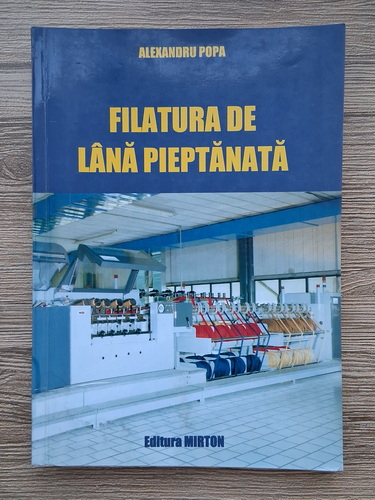 ALEXANDRU POPA
FILATURA DE
LÂNĂ PIEPTĂNATĂ
Editura MIRTON